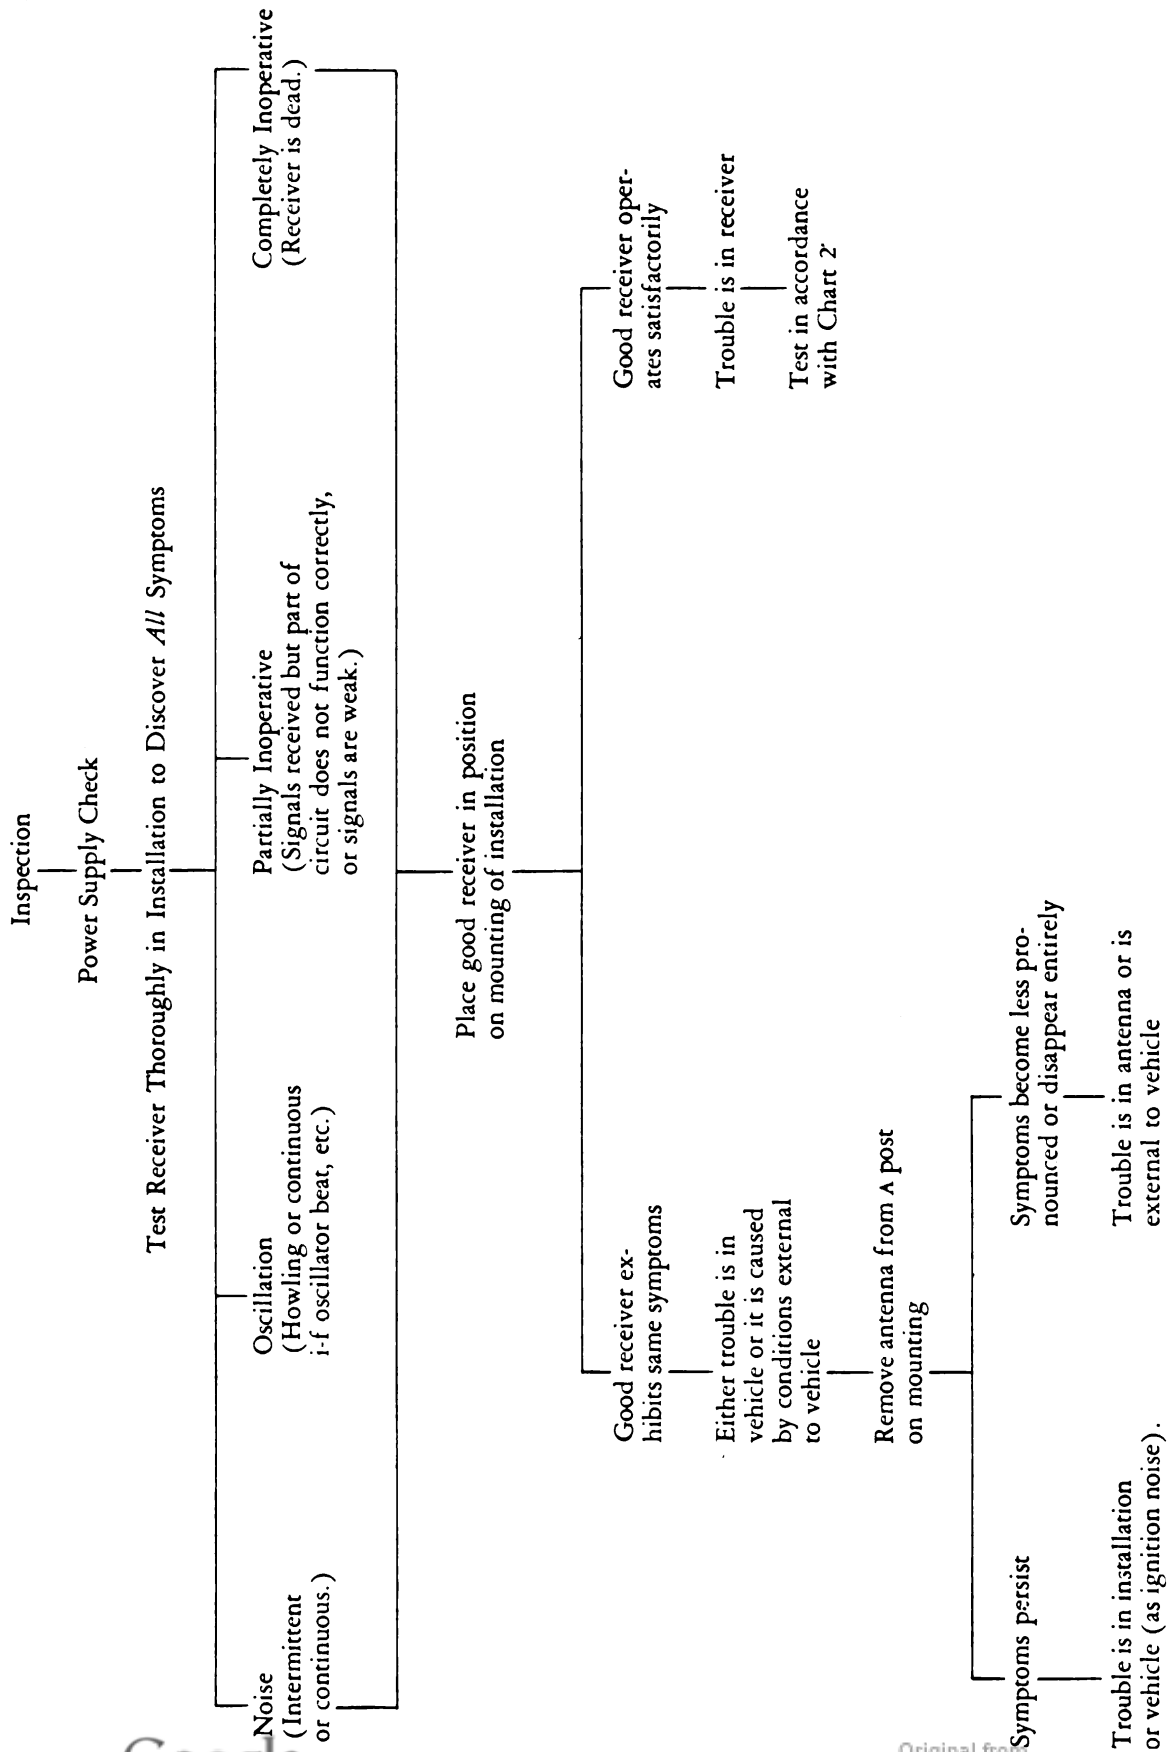 Inspection
Power Supply Check
Test Receiver Thoroughly in Installation to Discover All Symptoms
Noise
(Intermittent
or continuous.)
Oscillation
(Howling or continuous
i-f oscillator beat, etc.)
Partially Inoperative
(Signals received but part of
circuit does not function correctly,
or signals are weak.)
Completely Inoperative
(Receiver is dead.)
Place good receiver in position
on mounting of installation
Good receiver ex-
hibits same symptoms
Either trouble is in
vehicle or it is caused
by conditions external
to vehicle
Remove antenna from A post
on mounting
Symptoms persist
Trouble is in installation
or vehicle (as ignition noise).
Symptoms become less pro-
nounced or disappear entirely
Trouble is in antenna or is
external to vehicle
Good receiver oper-
ates satisfactorily
Trouble is in receiver
Test in accordance
with Chart 2
Original from